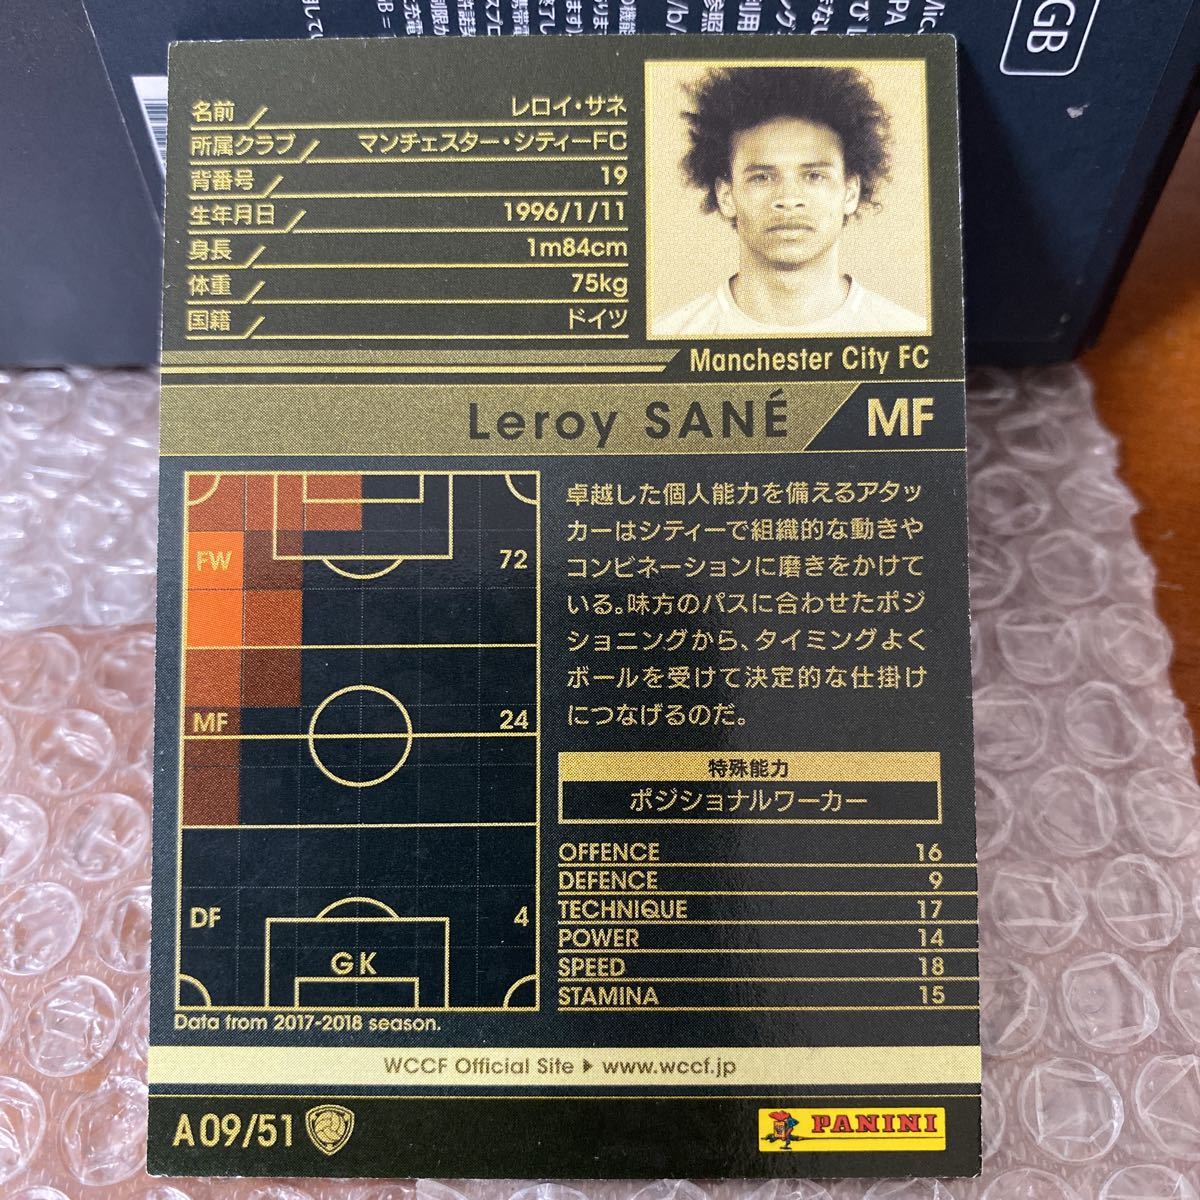 GB
名前 レロイ・サネ
所属クラブ マンチェスター・シティーFC
背番号 19
生年月日 1996/1/11
身長 1m84cm
体重 75kg
国籍 ドイツ
Manchester City FC
Leroy SANÉ MF
FW 72
MF 24
DF 4
GK
Data from 2017-2018 season.
卓越した個人能力を備えるアタッ
カーはシティーで組織的な動きや
コンビネーションに磨きをかけて
いる。味方のパスに合わせたポジ
ショニングから、タイミングよく
ボールを受けて決定的な仕掛け
につなげるのだ。
特殊能力
ポジショナルワーカー
OFFENCE 16
DEFENCE 9
TECHNIQUE 17
POWER 14
SPEED 18
STAMINA 15
WCCF Official Site ▶ www.wccf.jp
A09/51
PANINI